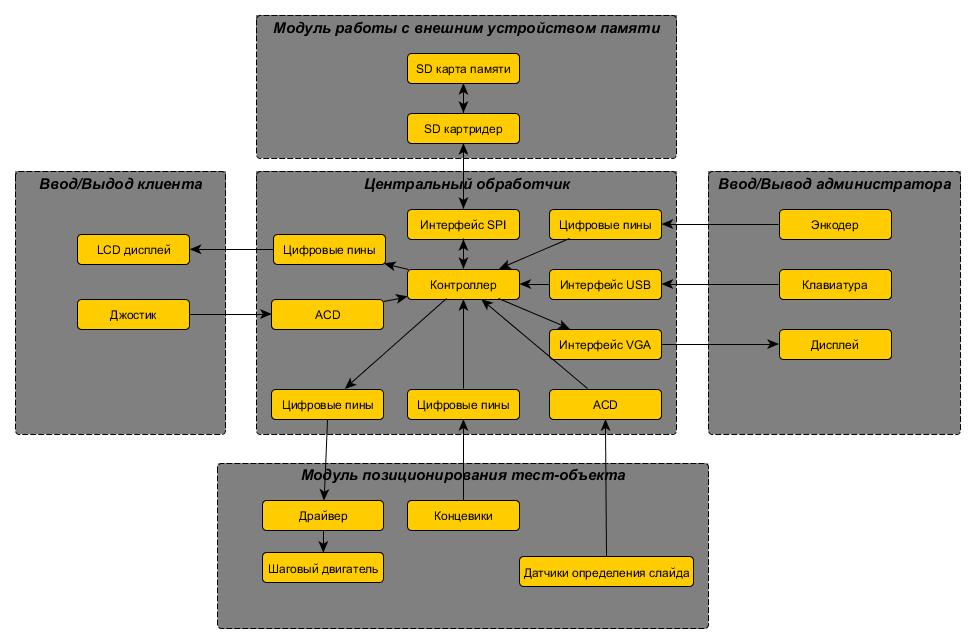 Модуль работы с внешним устройством памяти
SD карта памяти
SD картридер
Ввод/Выдод клиента
LCD дисплей
Джостик
Центральный обработчик
Интерфейс SPI
Цифровые пины
Цифровые пины
Контроллер
Интерфейс USB
ACD
Интерфейс VGA
Цифровые пины
Цифровые пины
ACD
Ввод/Вывод администратора
Энкодер
Клавиатура
Дисплей
Модуль позиционирования тест-объекта
Драйвер
Концевики
Шаговый двигатель
Датчики определения слайда